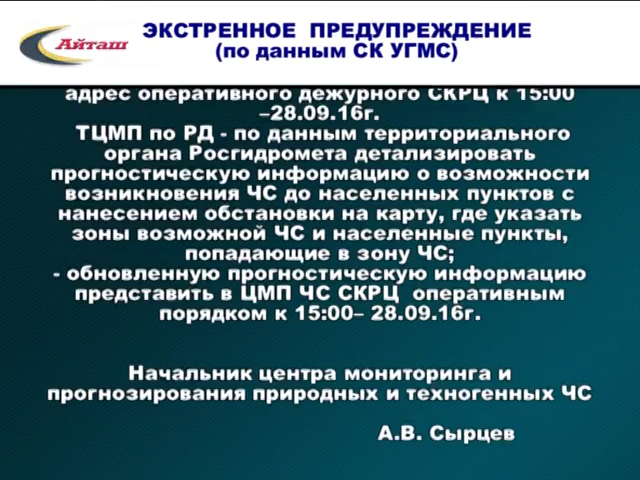 Айташ
ЭКСТРЕННОЕ ПРЕДУПРЕЖДЕНИЕ
(по данным СК УГМС)
адрес оперативного дежурного СКРЦ к 15:00
–28.09.16г.
ТЦМП по РД - по данным территориального
органа Росгидромета детализировать
прогностическую информацию о возможности
возникновения ЧС до населенных пунктов с
нанесением обстановки на карту, где указать
зоны возможной ЧС и населенные пункты,
попадающие в зону ЧС;
- обновленную прогностическую информацию
представить в ЦМП ЧС СКРЦ оперативным
порядком к 15:00– 28.09.16г.
Начальник центра мониторинга и
прогнозирования природных и техногенных ЧС
А.В. Сырцев